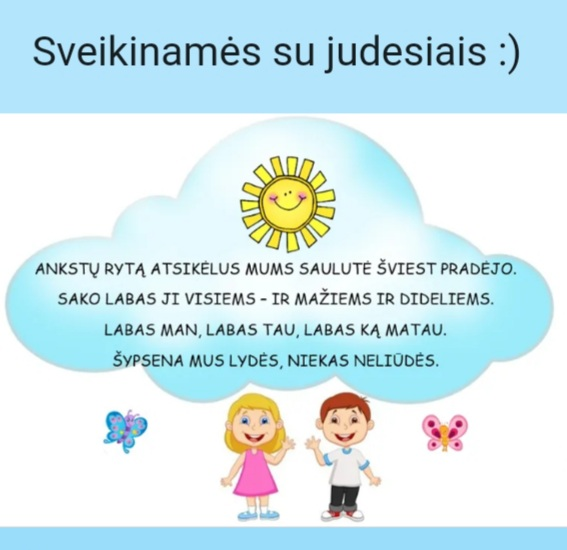 Sveikinamės su judesiais :)
ANKSTŲ RYTĄ ATSIKĖLUS MUMS SAULUTĖ ŠVIEST PRADĖJO.
SAKO LABAS JI VISIEMS - IR MAŽIEMS IR DIDELIEMS.
LABAS MAN, LABAS TAU, LABAS KĄ MATAU.
ŠYPSENA MUS LYDĖS, NIEKAS NELIŪDĖS.